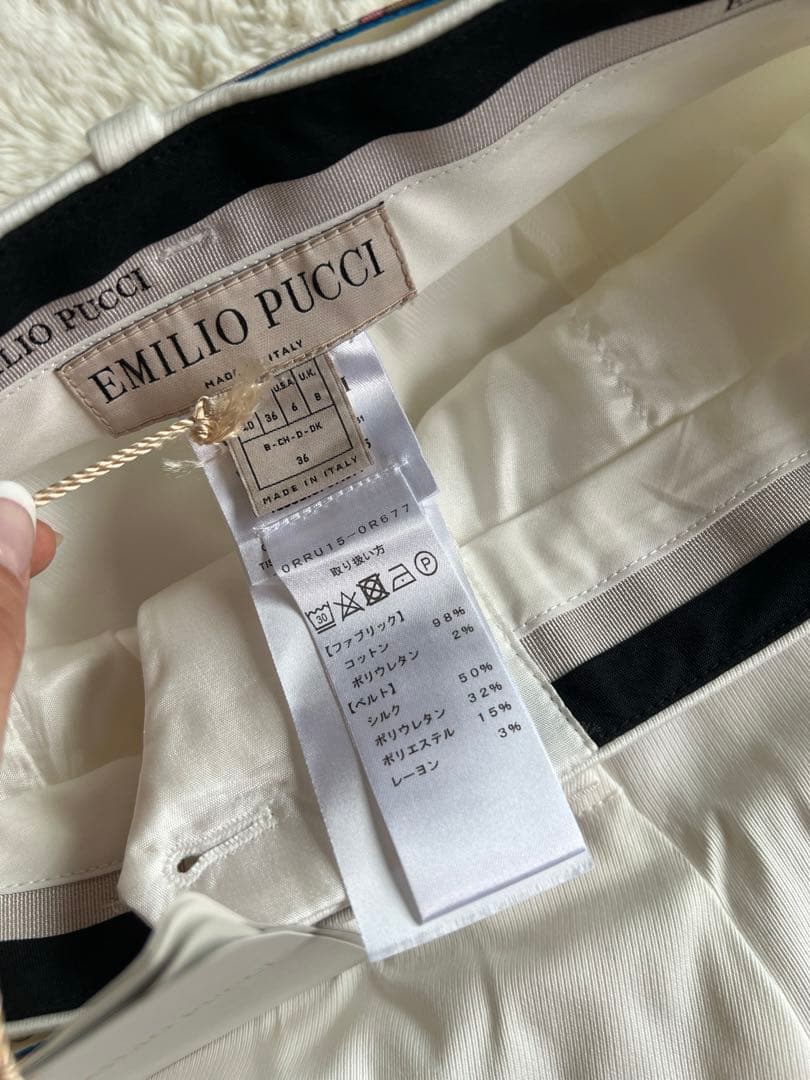 ILIO PUCCI
EMILIO PUCCI
MADE ITALY
USA U.K.
40 36 6 8
B-CH-D-DK
36
MADE IN ITALY
0RRU15-0R677
取り扱い方
30 P
【ファブリック】
コットン 98%
ポリウレタン 2%
【ベルト】
シルク 50%
ポリウレタン 32%
ポリエステル 15%
レーヨン 3%